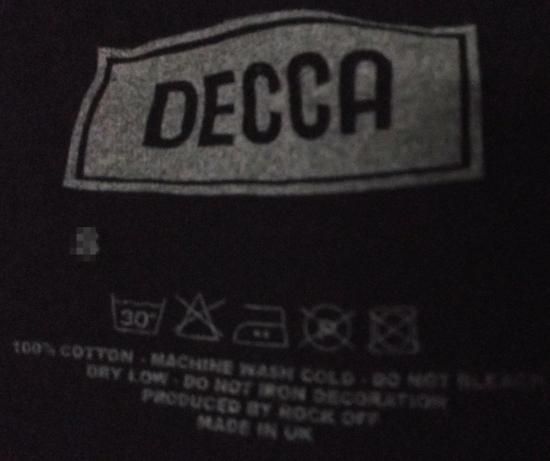 DECCA
30°
100% COTTON - MACHINE WASH COLD - DO NOT BLEACH
DRY LOW - DO NOT IRON DECORATION
PRODUCED BY ROCK OFF
MADE IN UK